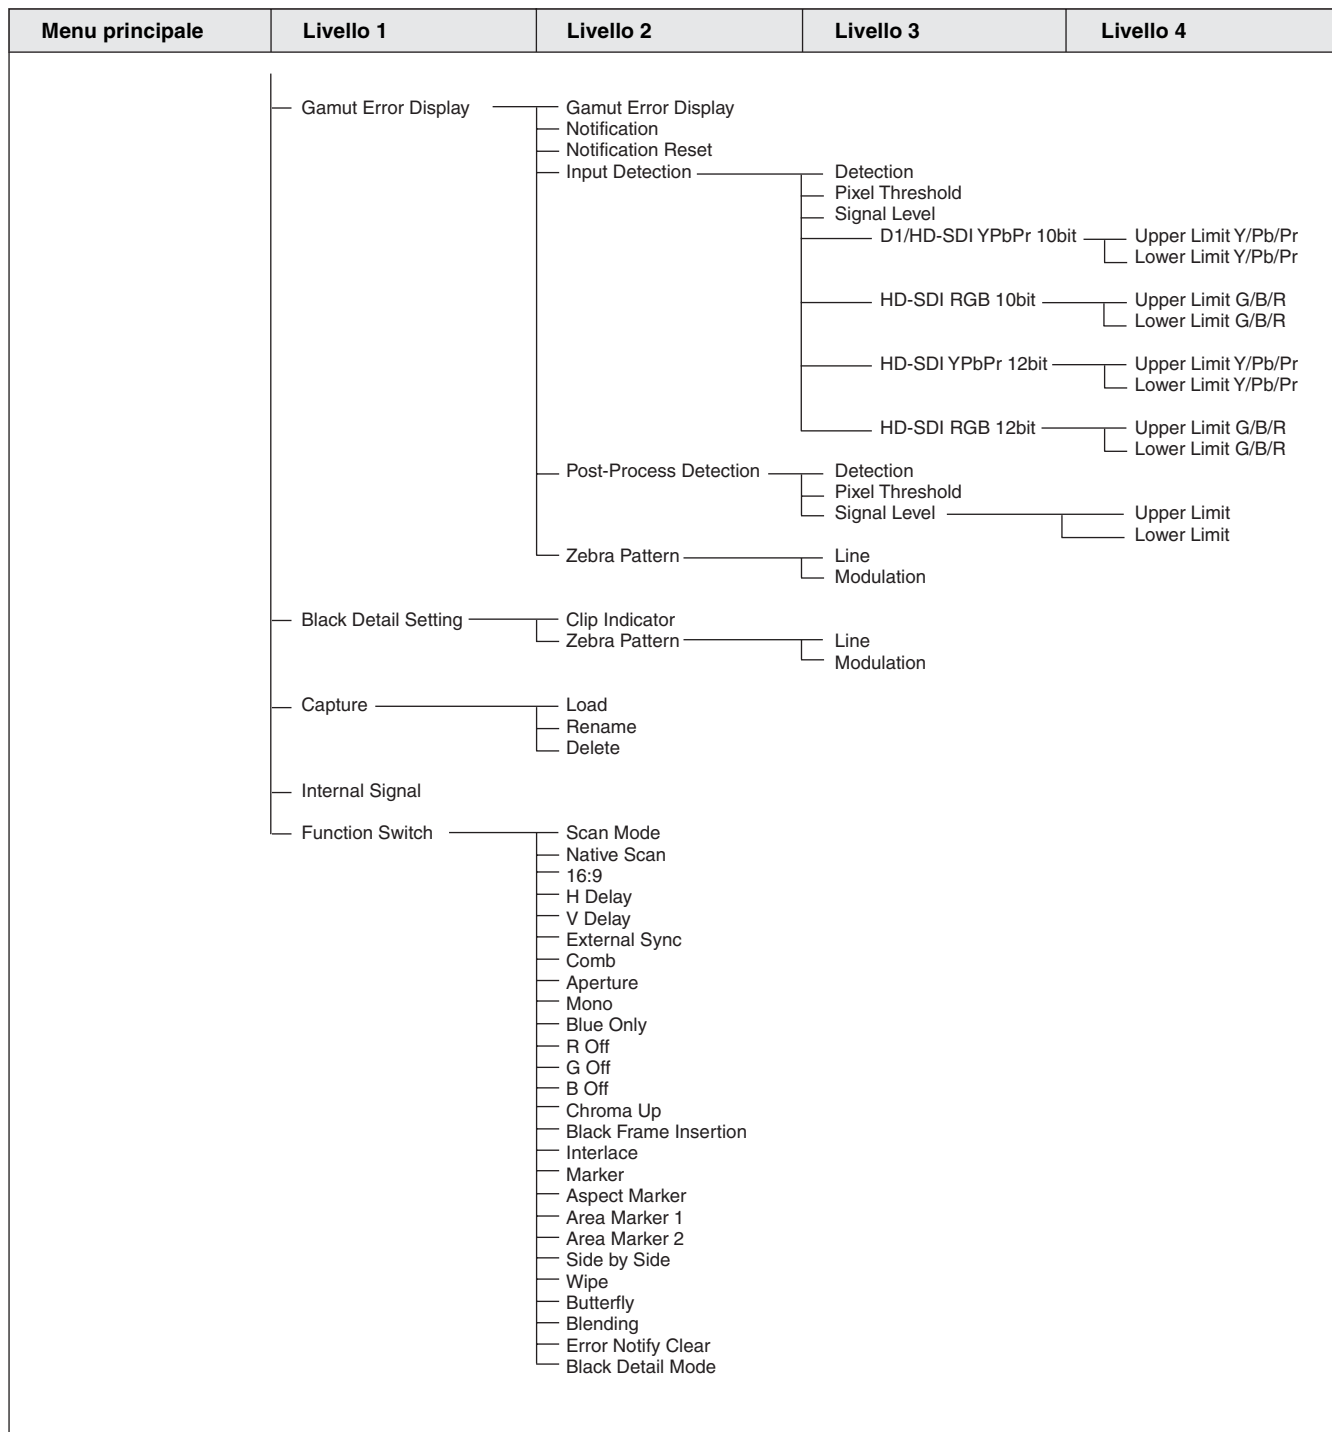 Menu principale Livello 1 Livello 2 Livello 3 Livello 4
Gamut Error Display Gamut Error Display
Notification
Notification Reset
Input Detection Detection
Pixel Threshold
Signal Level
D1/HD-SDI YPbPr 10bit Upper Limit Y/Pb/Pr
Lower Limit Y/Pb/Pr
HD-SDI RGB 10bit Upper Limit G/B/R
Lower Limit G/B/R
HD-SDI YPbPr 12bit Upper Limit Y/Pb/Pr
Lower Limit Y/Pb/Pr
HD-SDI RGB 12bit Upper Limit G/B/R
Lower Limit G/B/R
Post-Process Detection Detection
Pixel Threshold
Signal Level Upper Limit
Lower Limit
Zebra Pattern Line
Modulation
Black Detail Setting Clip Indicator
Zebra Pattern Line
Modulation
Capture Load
Rename
Delete
Internal Signal
Function Switch Scan Mode
Native Scan
16:9
H Delay
V Delay
External Sync
Comb
Aperture
Mono
Blue Only
R Off
G Off
B Off
Chroma Up
Black Frame Insertion
Interlace
Marker
Aspect Marker
Area Marker 1
Area Marker 2
Side by Side
Wipe
Butterfly
Blending
Error Notify Clear
Black Detail Mode